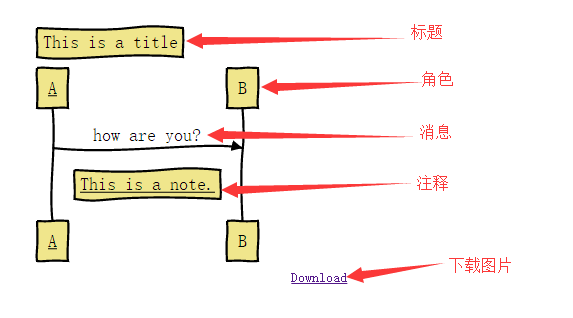 This is a title
标题
A
B
角色
how are you?
消息
This is a note.
注释
A
B
Download
下载图片